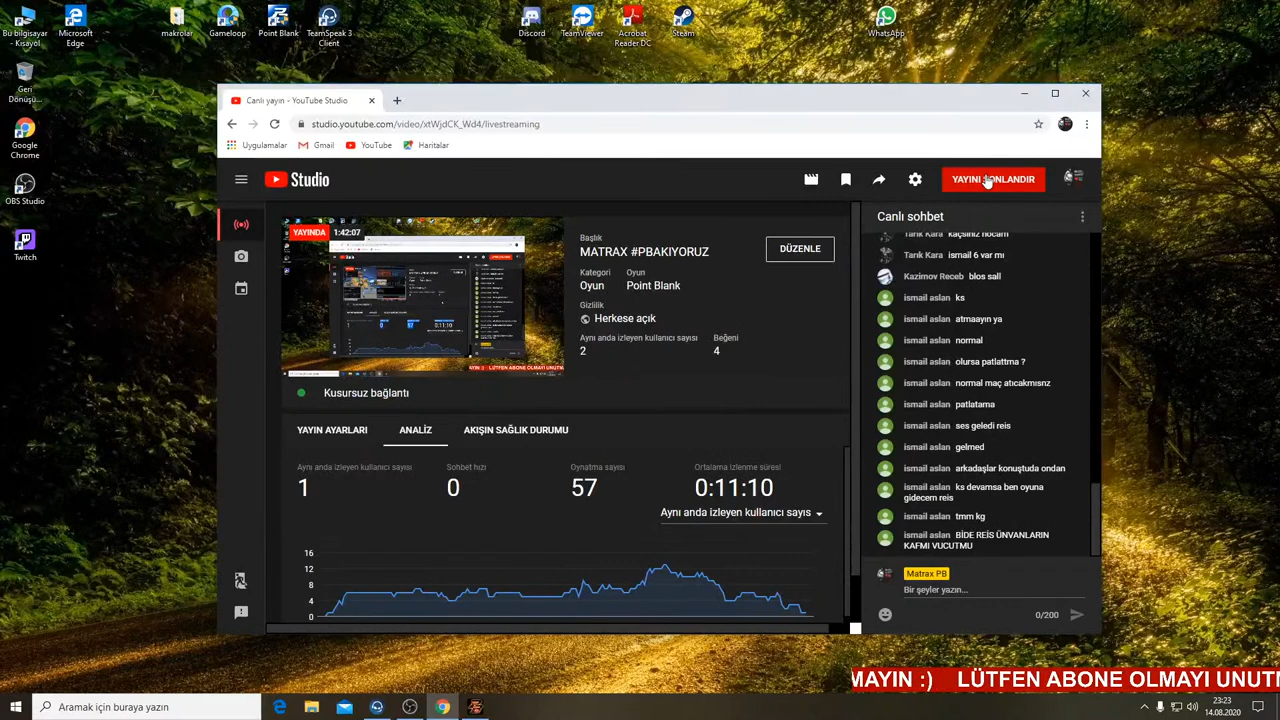 Bu bilgisayar - Kısayol
Microsoft Edge
makrolar
Gameloop
Point Blank
TeamSpeak 3 Client
Discord
TeamViewer
Acrobat Reader DC
Steam
WhatsApp
Geri Dönüşü...
Google Chrome
OBS Studio
Twitch
Canlı yayın - YouTube Studio
studio.youtube.com/video/xtWjdCK_Wd4/livestreaming
Uygulamalar
Gmail
YouTube
Haritalar
Studio
YAYINI SONLANDIR
YAYINDA
1:42:07
Başlık
MATRAX #PBAKIYORUZ
DÜZENLE
Kategori
Oyun
Oyun
Point Blank
Gizlilik
Herkese açık
Aynı anda izleyen kullanıcı sayısı
Beğeni
2
4
Kusursuz bağlantı
YAYIN AYARLARI
ANALİZ
AKIŞIN SAĞLIK DURUMU
Aynı anda izleyen kullanıcı sayısı
Sohbet hızı
Oynatma sayısı
Ortalama izlenme süresi
1
0
57
0:11:10
Aynı anda izleyen kullanıcı sayıs
16
12
8
4
0
Canlı sohbet
Tarık Kara kaçsınız hocam
Tarık Kara ismail 6 var mı
Kazimov Receb blos sall
ismail aslan ks
ismail aslan atmaayın ya
ismail aslan normal
ismail aslan olursa patlattma ?
ismail aslan normal maç atıcakmısnz
ismail aslan patlatama
ismail aslan ses geledi reis
ismail aslan gelmed
ismail aslan arkadaşlar konuştuda ondan
ismail aslan ks devamsa ben oyuna
gidecem reis
ismail aslan tmm kg
ismail aslan BİDE REİS ÜNVANLARIN
KAFMI VUCUTMU
Matrax PB
Bir şeyler yazın...
0/200
MAYIN :) LÜTFEN ABONE OLMAYI UNUTM
Aramak için buraya yazın
23:23
14.08.2020